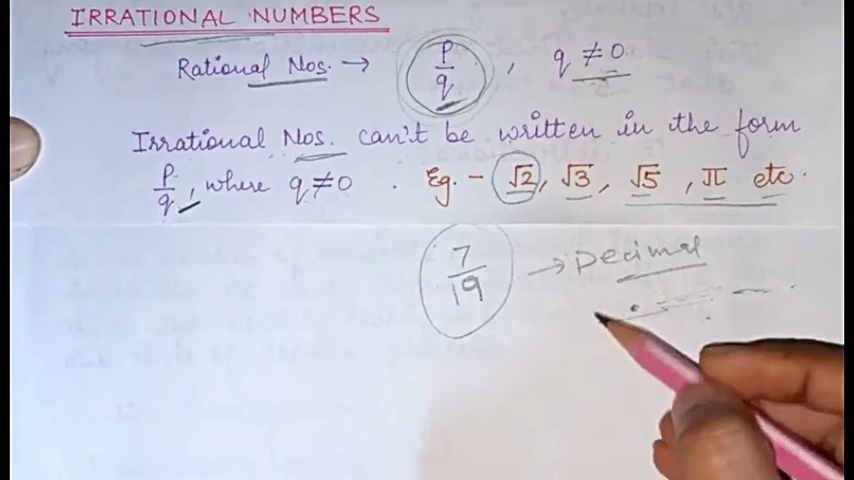 IRRATIONAL NUMBERS
Rational Nos. → p/q , q ≠ 0
Irrational Nos. can't be written in the form
p/q, where q ≠ 0 . Eg. - √2, √3, √5 , π etc.
7/19 → Decimal